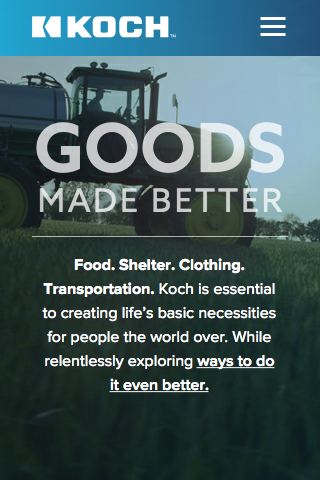 KOCH™
GOODS
MADE BETTER
Food. Shelter. Clothing.
Transportation. Koch is essential
to creating life’s basic necessities
for people the world over. While
relentlessly exploring ways to do
it even better.